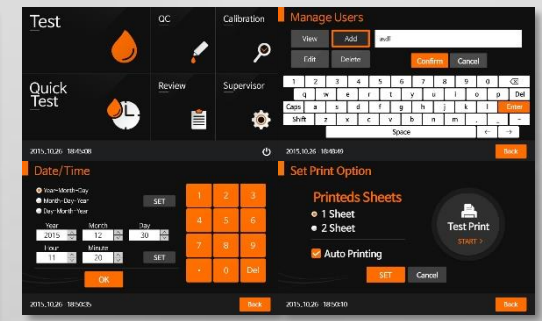 Test
QC
Calibration
Quick
Test
Review
Supervisor
2015.10.26 18:45:08
Manage Users
View
Add
avdl
Edit
Delete
Confirm
Cancel
1 2 3 4 5 6 7 8 9 0
q w e r t y u i o p Del
Caps a s d f g h j k l Enter
Shift z x c v b n m . _ -
Space ← →
2015.10.26 18:48:49
Back
Date/Time
Year-Month-Day
Month-Day-Year
Day-Month-Year
SET
Year Month Day
2015 12 30
Hour Minute
11 20
SET
OK
1 2 3
4 5 6
7 8 9
. 0 Del
2015.10.26 18:50:35
Back
Set Print Option
Printeds Sheets
1 Sheet
2 Sheet
Auto Printing
Test Print
START >
SET
Cancel
2015.10.26 18:50:10
Back